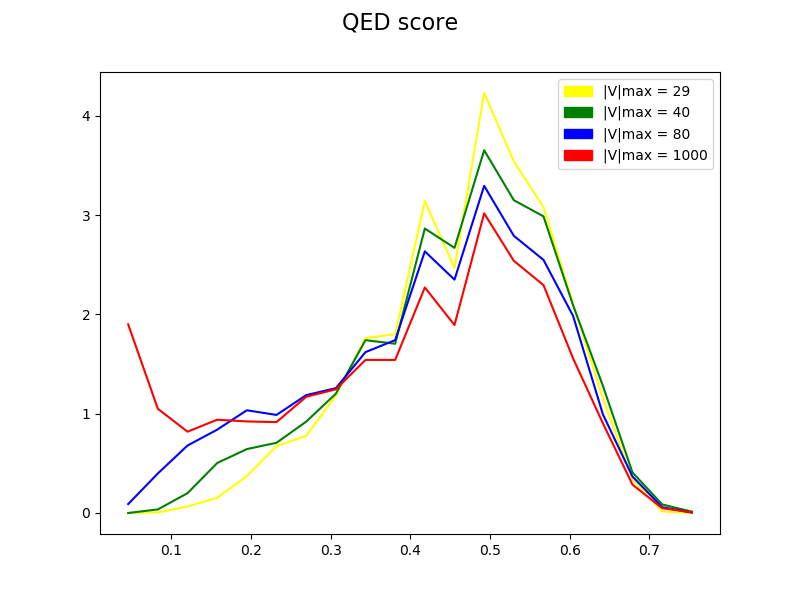 QED score
|V|max = 29
|V|max = 40
|V|max = 80
|V|max = 1000
4
3
2
1
0
0.1 0.2 0.3 0.4 0.5 0.6 0.7